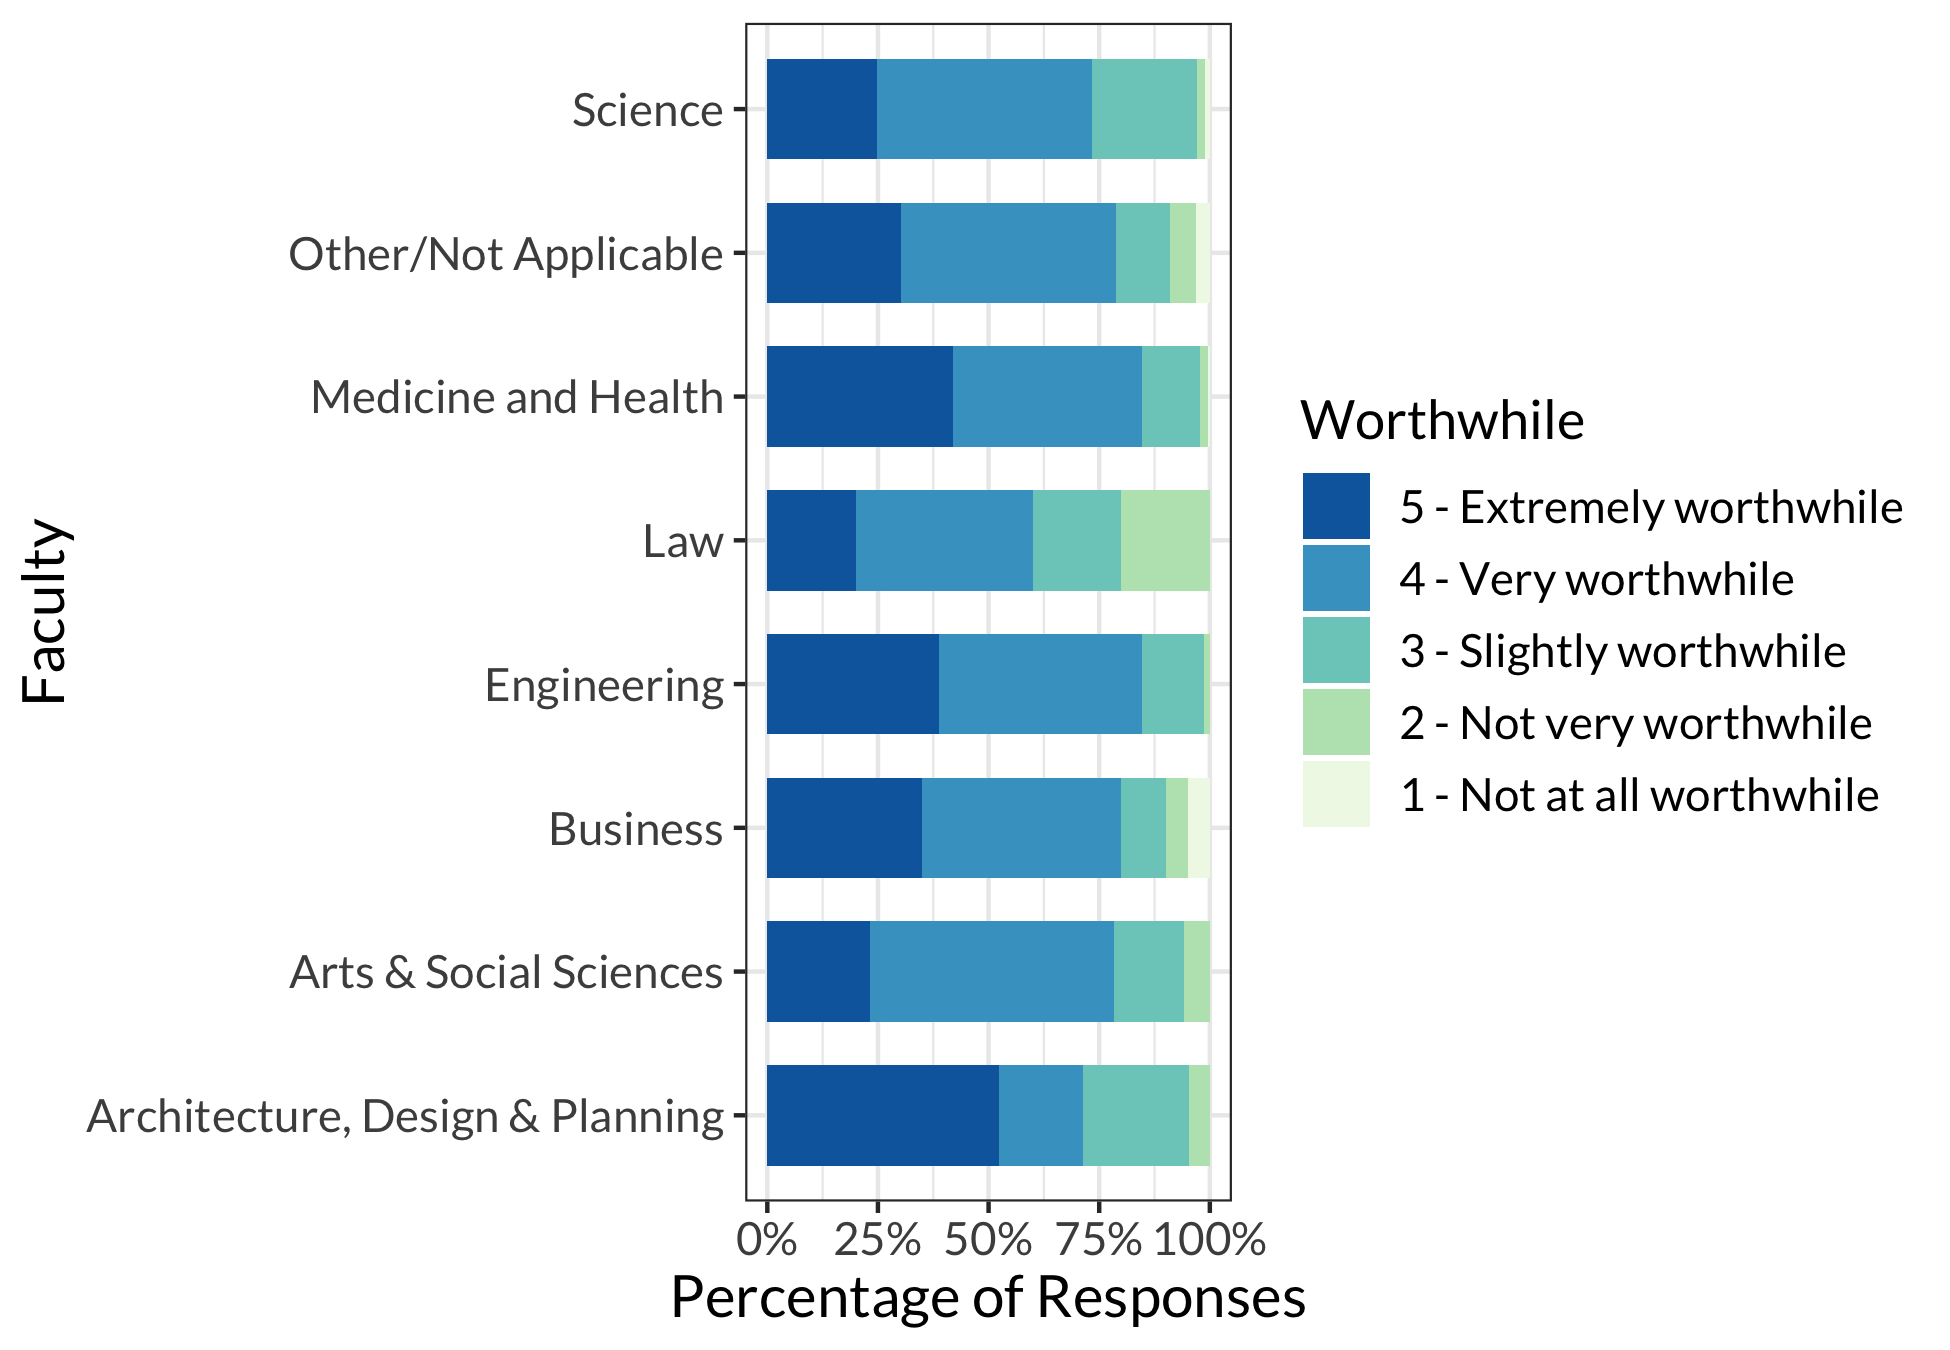 Science
Other/Not Applicable
Medicine and Health
Law
Engineering
Business
Arts & Social Sciences
Architecture, Design & Planning
Faculty
0% 25% 50% 75% 100%
Percentage of Responses
Worthwhile
5 - Extremely worthwhile
4 - Very worthwhile
3 - Slightly worthwhile
2 - Not very worthwhile
1 - Not at all worthwhile